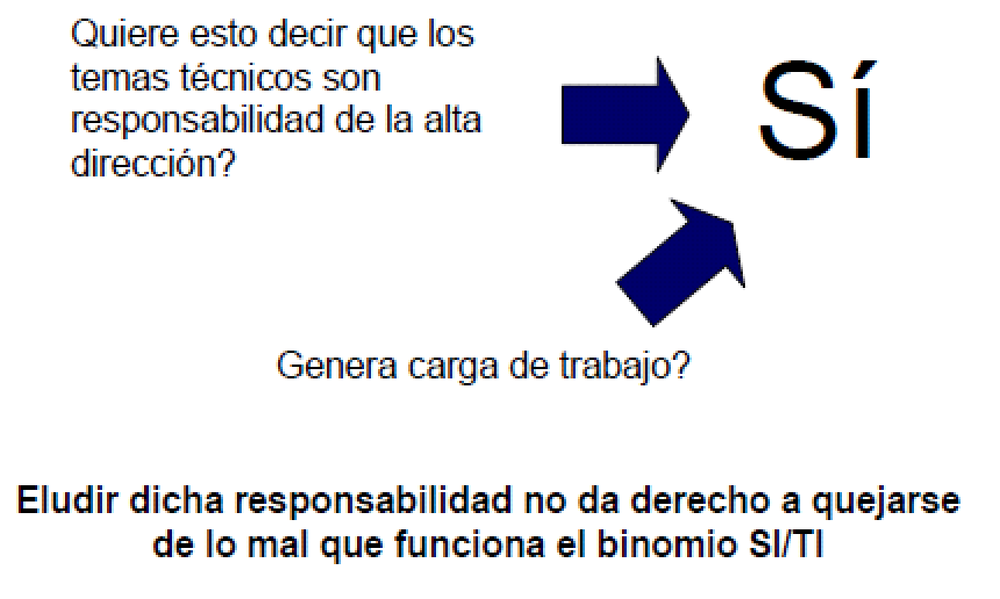 Quiere esto decir que los
temas técnicos son
responsabilidad de la alta
dirección?
Sí
Genera carga de trabajo?
Eludir dicha responsabilidad no da derecho a quejarse
de lo mal que funciona el binomio SI/TI